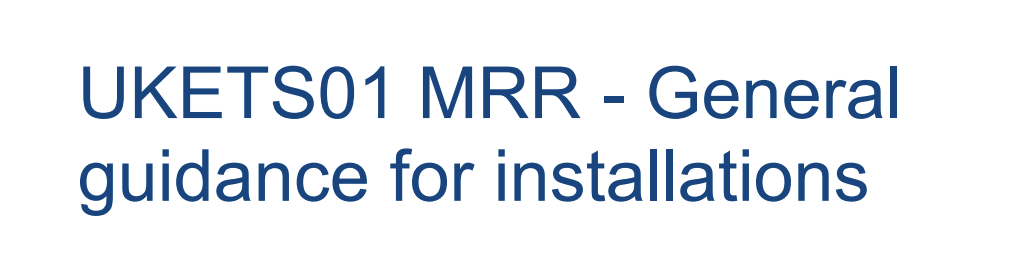 UKETS01 MRR - General
guidance for installations